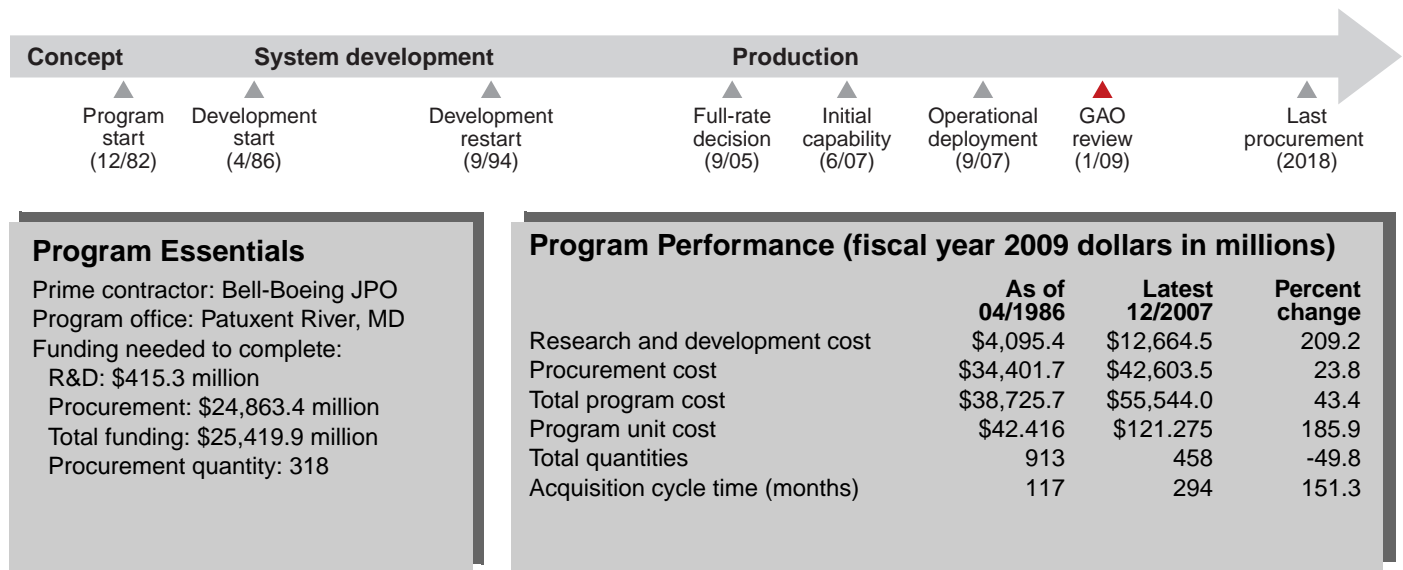 Concept System development Production
Program start (12/82)
Development start (4/86)
Development restart (9/94)
Full-rate decision (9/05)
Initial capability (6/07)
Operational deployment (9/07)
GAO review (1/09)
Last procurement (2018)
Program Essentials
Prime contractor: Bell-Boeing JPO
Program office: Patuxent River, MD
Funding needed to complete:
R&D: $415.3 million
Procurement: $24,863.4 million
Total funding: $25,419.9 million
Procurement quantity: 318
Program Performance (fiscal year 2009 dollars in millions)
As of Latest Percent
04/1986 12/2007 change
Research and development cost $4,095.4 $12,664.5 209.2
Procurement cost $34,401.7 $42,603.5 23.8
Total program cost $38,725.7 $55,544.0 43.4
Program unit cost $42.416 $121.275 185.9
Total quantities 913 458 -49.8
Acquisition cycle time (months) 117 294 151.3